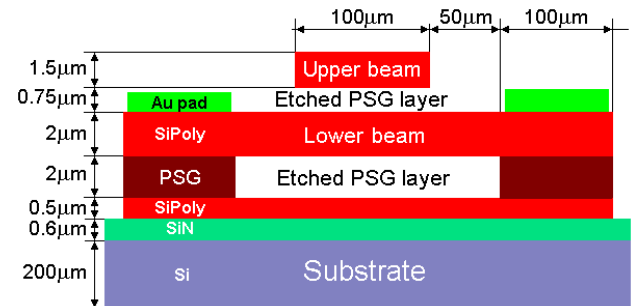 100μm 50μm 100μm
1.5μm Upper beam
0.75μm Au pad Etched PSG layer
2μm SiPoly Lower beam
2μm PSG Etched PSG layer
0.5μm SiPoly
0.6μm SiN
200μm Si Substrate